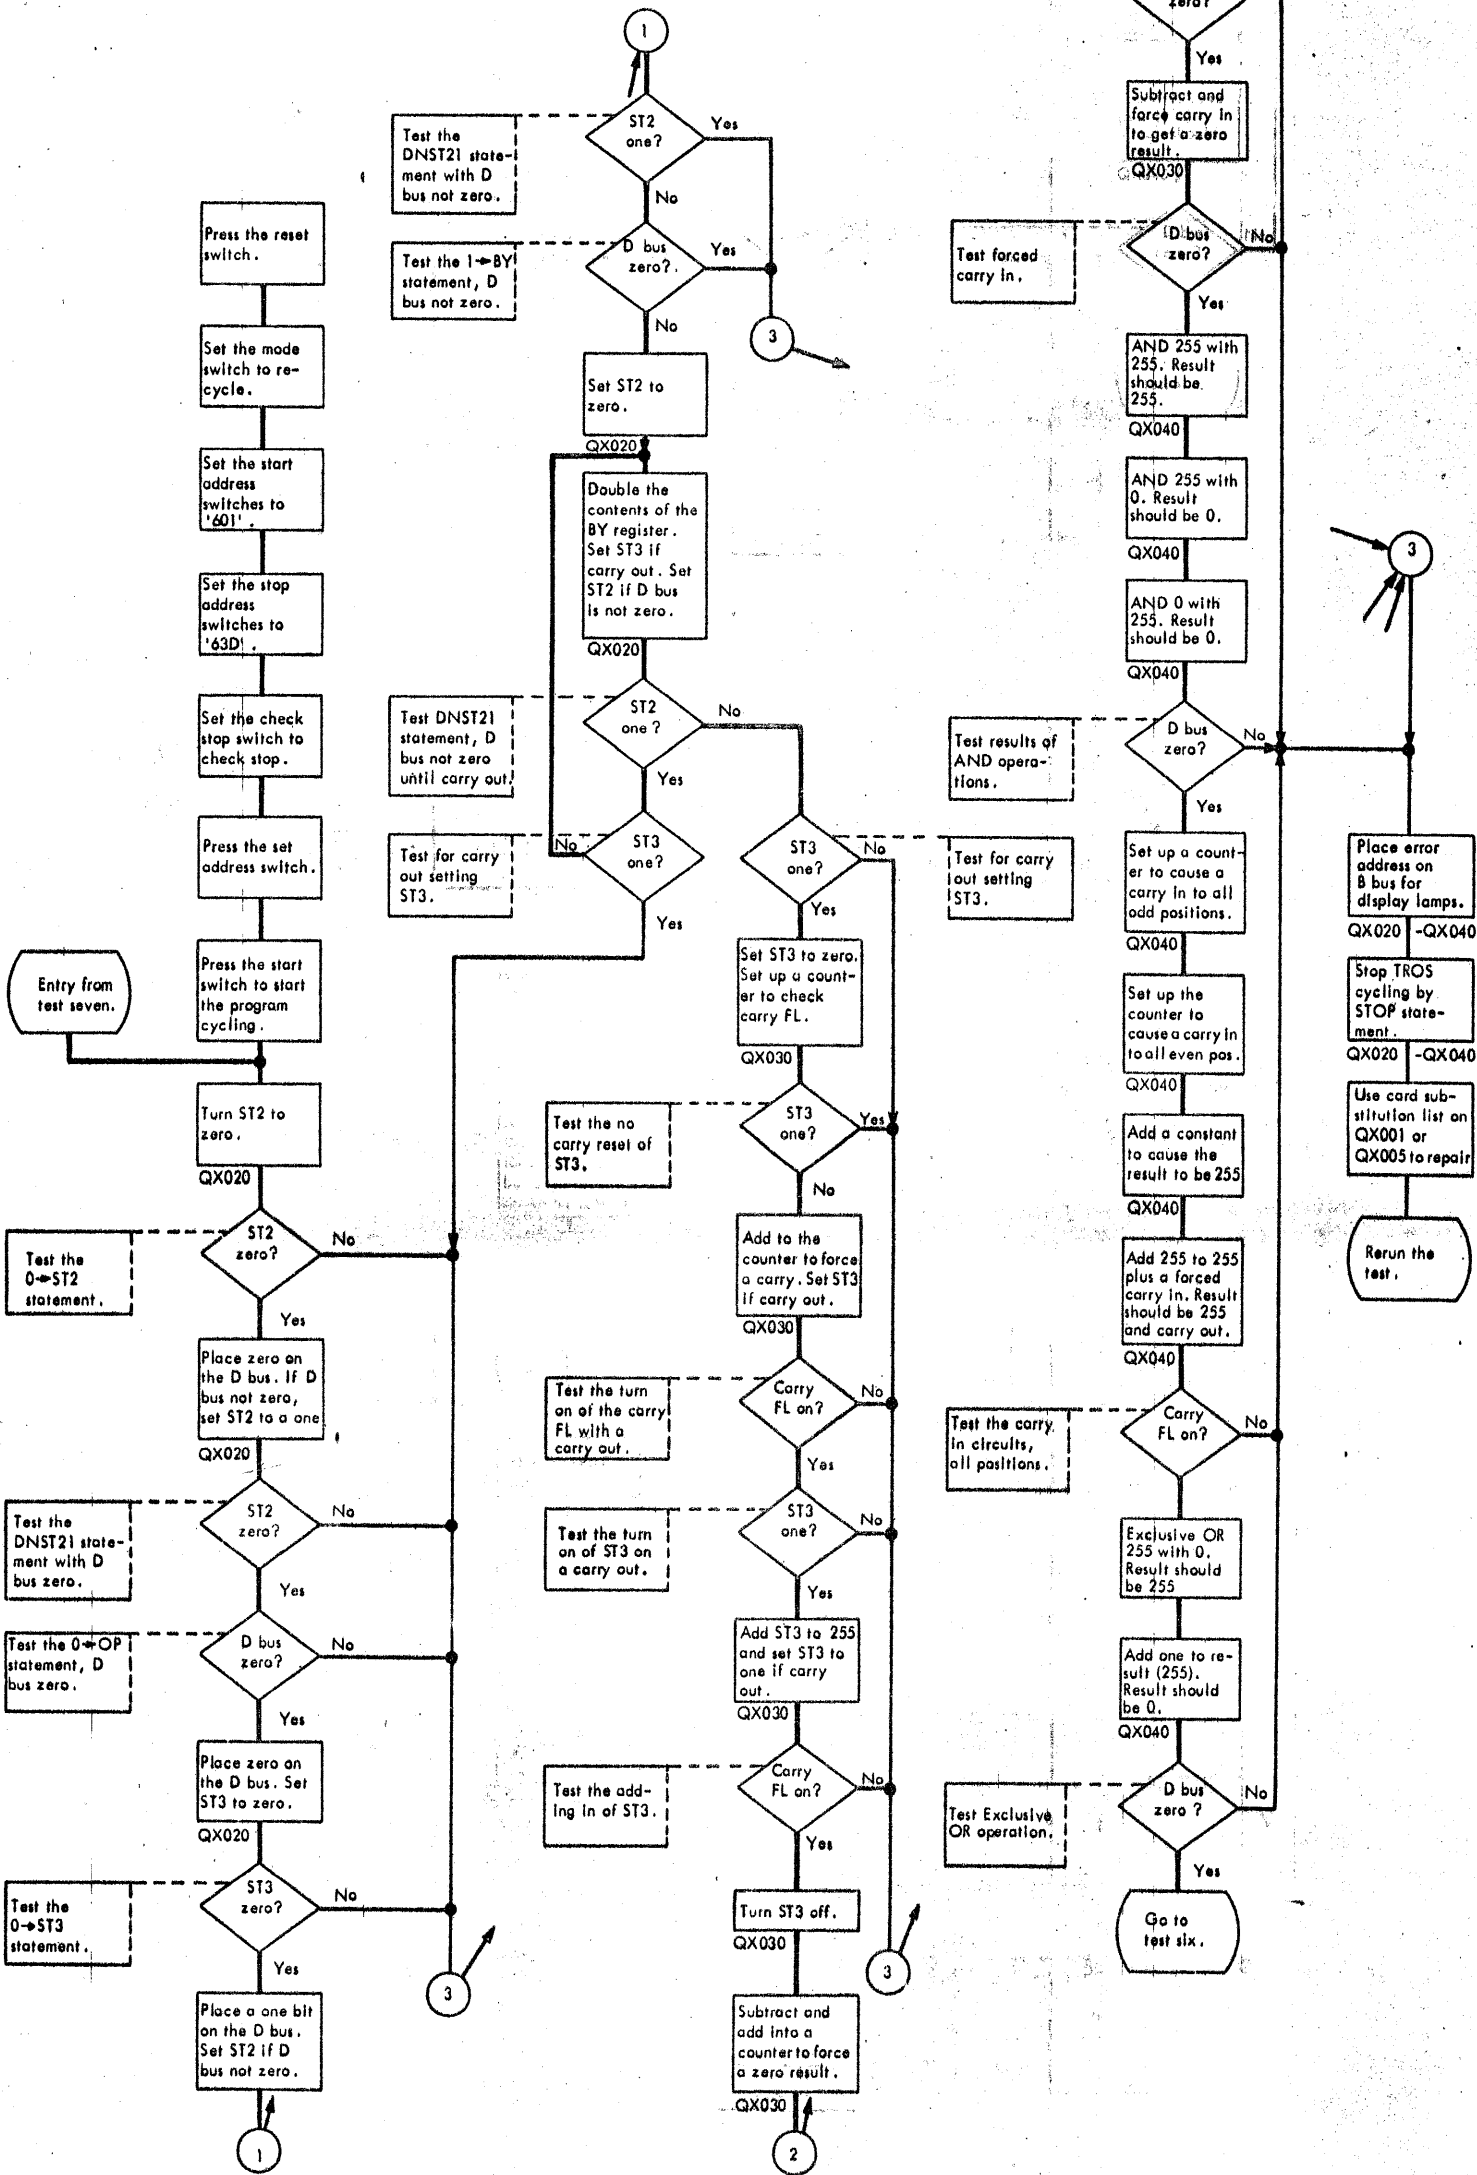 Press the reset
switch.
Set the mode
switch to re-
cycle.
Set the start
address
switches to
'601'.
Set the stop
address
switches to
'63D'.
Set the check
stop switch to
check stop.
Press the set
address switch.
Press the start
switch to start
the program
cycling.
Entry from
test seven.
Turn ST2 to
zero.
QX020
ST2
zero?
No
Test the
0→ST2
statement.
Yes
Place zero on
the D bus. If D
bus not zero,
set ST2 to a one
QX020
ST2
zero?
No
Test the
DNST21 state-
ment with D
bus zero.
Yes
D bus
zero?
No
Test the 0→OP
statement, D
bus zero.
Yes
Place zero on
the D bus. Set
ST3 to zero.
QX020
ST3
zero?
No
Test the
0→ST3
statement.
Yes
Place a one bit
on the D bus.
Set ST2 if D
bus not zero.
1
3
1
ST2
one?
Yes
Test the
DNST21 state-
ment with D
bus not zero.
No
D bus
zero?
Yes
Test the 1→BY
statement, D
bus not zero.
No
3
Set ST2 to
zero.
QX020
Double the
contents of the
BY register.
Set ST3 if
carry out. Set
ST2 if D bus
is not zero.
QX020
ST2
one?
No
Test DNST21
statement, D
bus not zero
until carry out.
Yes
ST3
one?
No
Test for carry
out setting
ST3.
Yes
ST3
one?
No
Test for carry
out setting
ST3.
Yes
Set ST3 to zero.
Set up a count-
er to check
carry FL.
QX030
ST3
one?
Yes
Test the no
carry reset of
ST3.
No
Add to the
counter to force
a carry. Set ST3
if carry out.
QX030
Carry
FL on?
No
Test the turn
on of the carry
FL with a
carry out.
Yes
ST3
one?
No
Test the turn
on of ST3 on
a carry out.
Yes
Add ST3 to 255
and set ST3 to
one if carry
out.
QX030
Carry
FL on?
No
Test the add-
ing in of ST3.
Yes
Turn ST3 off.
QX030
3
Subtract and
add into a
counter to force
a zero result.
QX030
2
zero?
Yes
Subtract and
force carry in
to get a zero
result.
QX030
D bus
zero?
No
Test forced
carry in.
Yes
AND 255 with
255. Result
should be
255.
QX040
AND 255 with
0. Result
should be 0.
QX040
AND 0 with
255. Result
should be 0.
QX040
D bus
zero?
No
Test results of
AND opera-
tions.
Yes
Set up a count-
er to cause a
carry in to all
odd positions.
QX040
Set up the
counter to
cause a carry in
to all even pos.
QX040
Add a constant
to cause the
result to be 255
QX040
Add 255 to 255
plus a forced
carry in. Result
should be 255
and carry out.
QX040
Carry
FL on?
No
Test the carry
in circuits,
all positions.
Exclusive OR
255 with 0.
Result should
be 255
Add one to re-
sult (255).
Result should
be 0.
QX040
D bus
zero ?
No
Test Exclusive
OR operation.
Yes
Go to
test six.
3
Place error
address on
B bus for
display lamps.
QX020 -QX040
Stop TROS
cycling by
STOP state-
ment.
QX020 -QX040
Use card sub-
stitution list on
QX001 or
QX005 to repair
Rerun the
test.